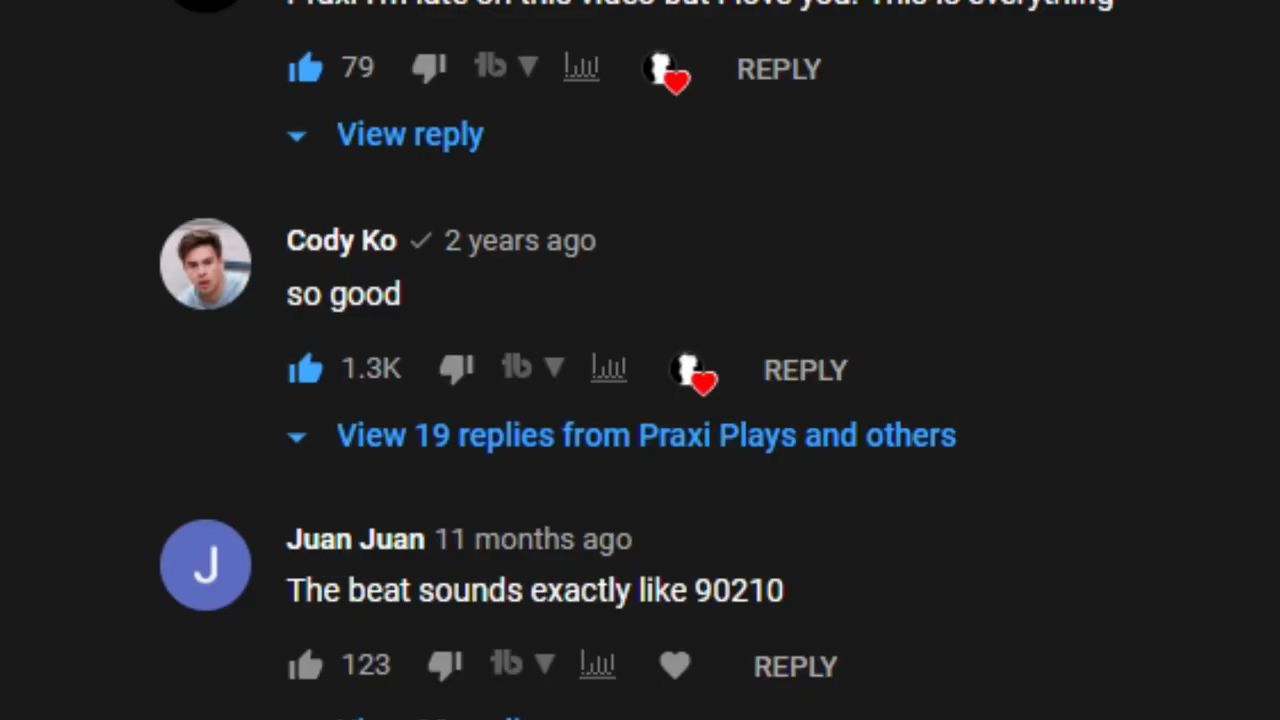 Praxi I'm late on this video but I love you! This is everything
79 REPLY
View reply
Cody Ko 2 years ago
so good
1.3K REPLY
View 19 replies from Praxi Plays and others
J
Juan Juan 11 months ago
The beat sounds exactly like 90210
123 REPLY